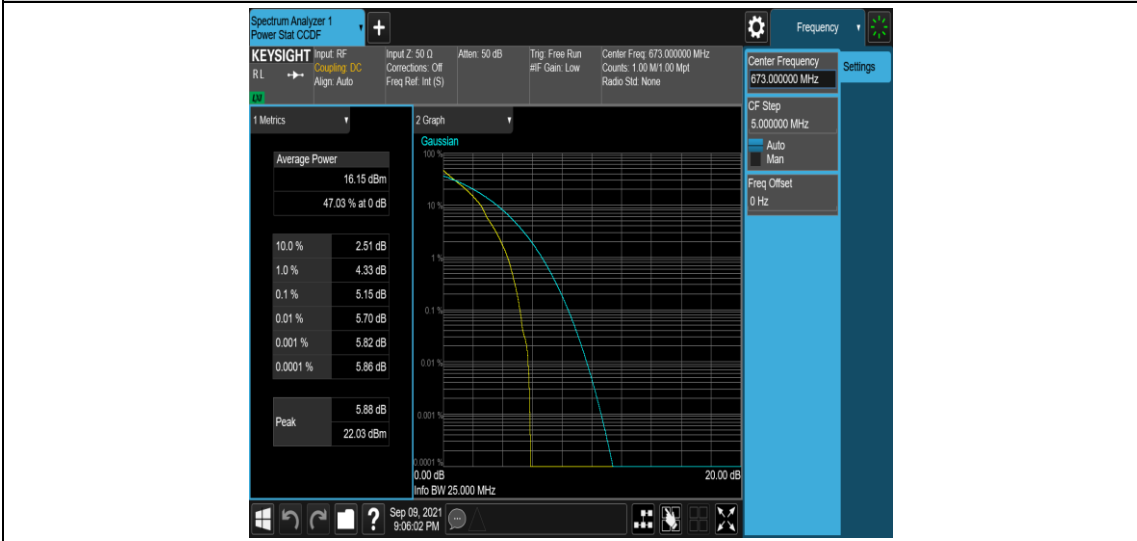 Spectrum Analyzer 1
Power Stat CCDF
+
Frequency
KEYSIGHT
Input: RF
Coupling: DC
Align: Auto
R L
LM
Input Z: 50 Ω
Corrections: Off
Freq Ref: Int (S)
Atten: 50 dB
Trig: Free Run
#IF Gain: Low
Center Freq: 673.000000 MHz
Counts: 1.00 M/1.00 Mpt
Radio Std: None
Center Frequency
673.000000 MHz
Settings
CF Step
5.000000 MHz
Auto
Man
Freq Offset
0 Hz
1 Metrics
Average Power
16.15 dBm
47.03 % at 0 dB
10.0 % 2.51 dB
1.0 % 4.33 dB
0.1 % 5.15 dB
0.01 % 5.70 dB
0.001 % 5.82 dB
0.0001 % 5.86 dB
Peak
5.88 dB
22.03 dBm
2 Graph
Gaussian
100 %
10 %
1 %
0.1 %
0.01 %
0.001 %
0.0001 %
0.00 dB
20.00 dB
Info BW 25.000 MHz
?
Sep 09, 2021
9:06:02 PM